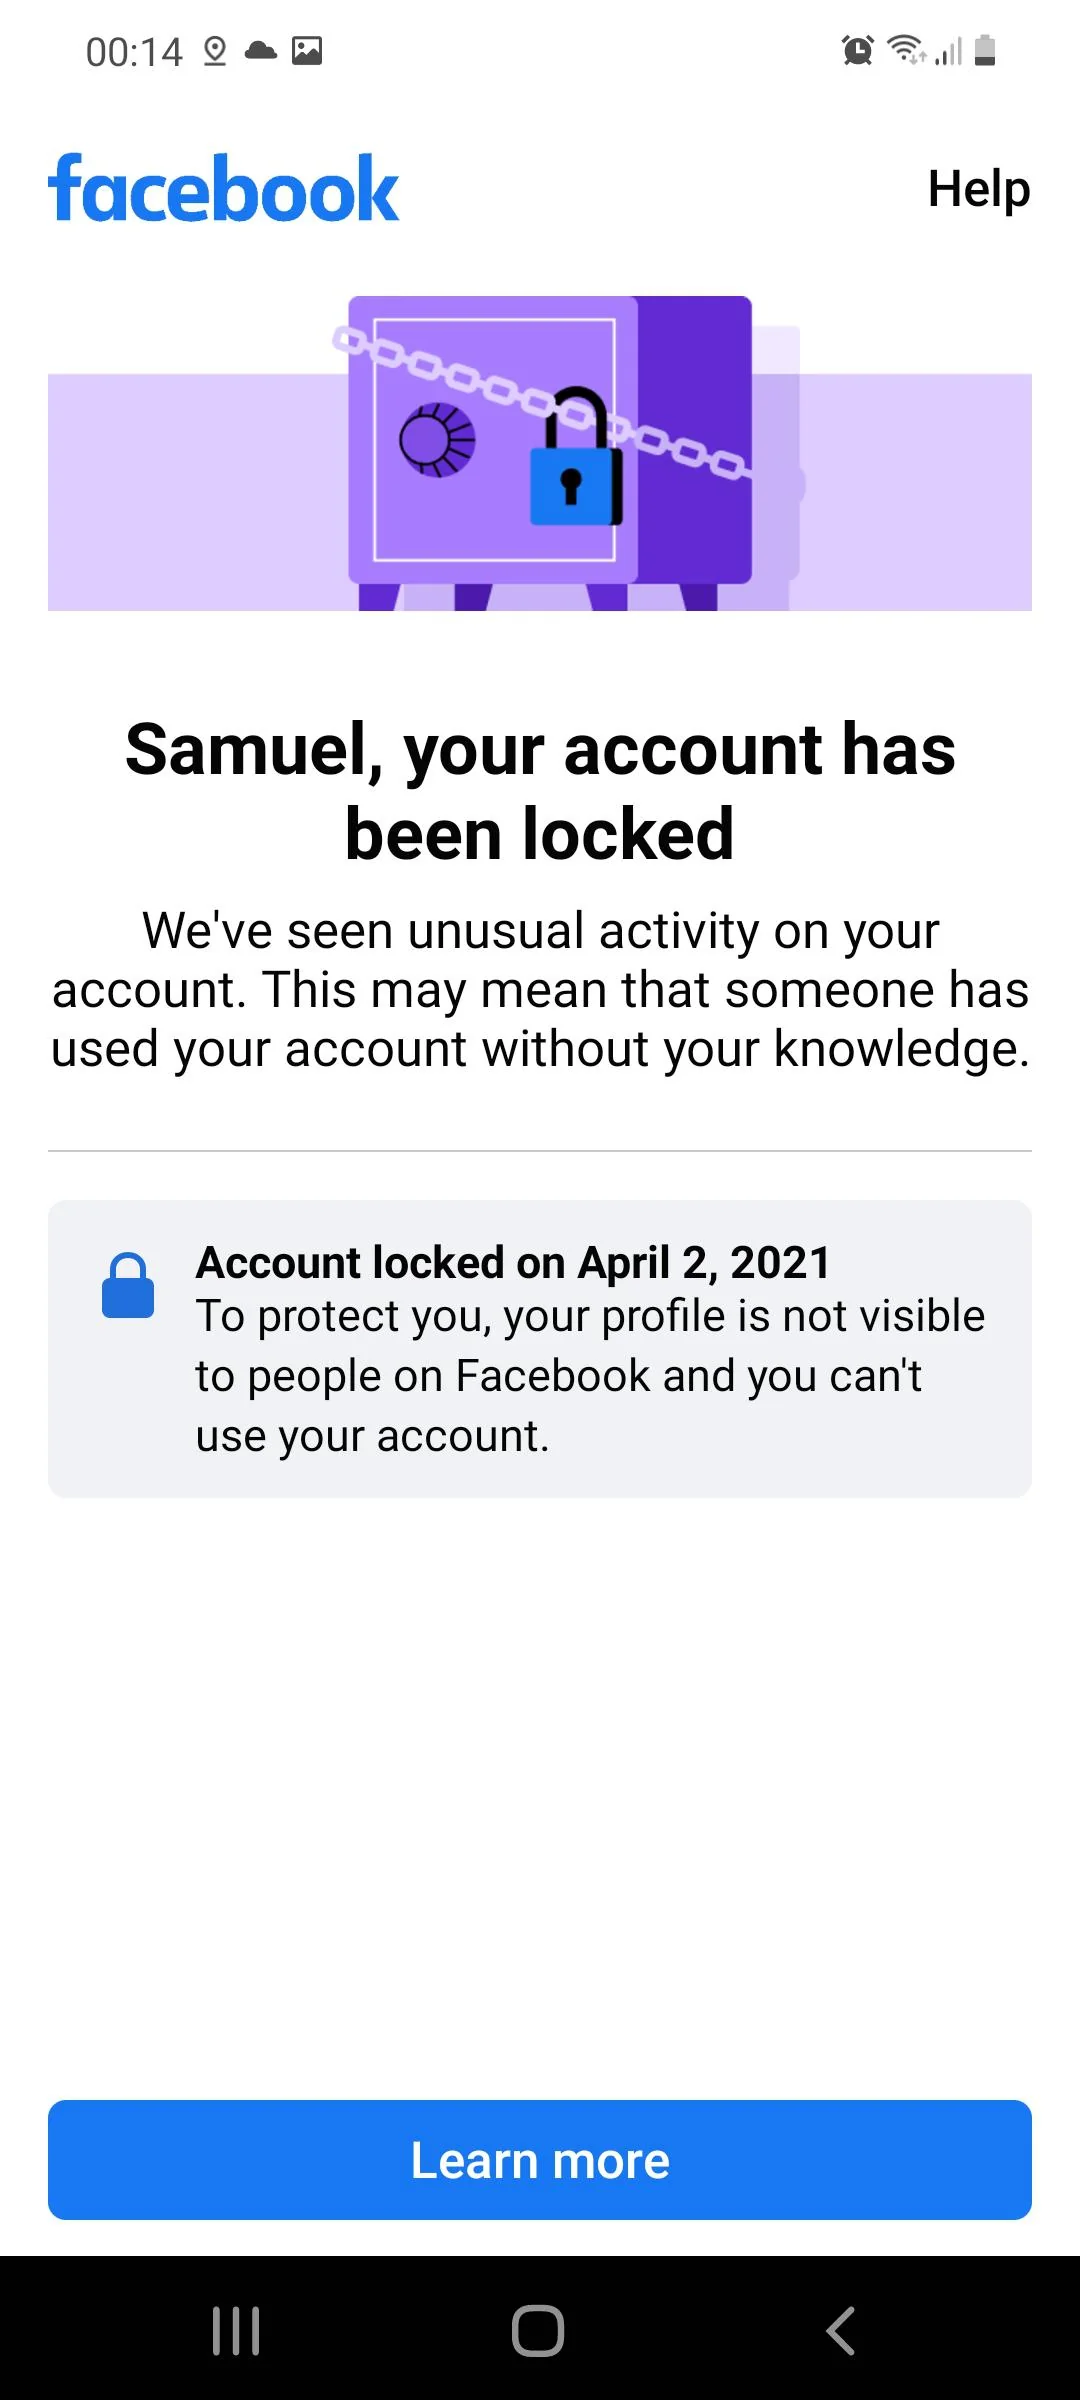 00:14
facebook
Help
Samuel, your account has
been locked
We've seen unusual activity on your
account. This may mean that someone has
used your account without your knowledge.
Account locked on April 2, 2021
To protect you, your profile is not visible
to people on Facebook and you can't
use your account.
Learn more